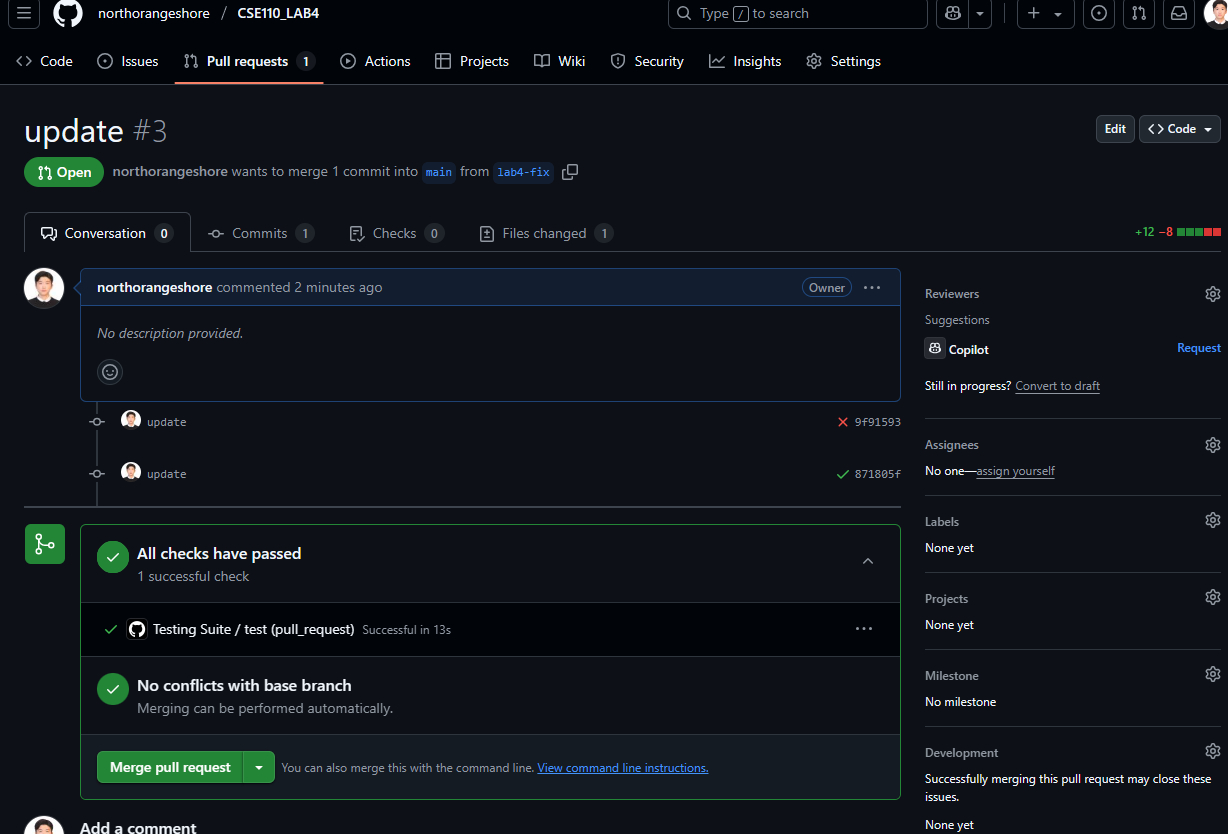 northorangeshore / CSE110_LAB4
Type / to search
Code Issues Pull requests 1 Actions Projects Wiki Security Insights Settings
update #3
Edit <> Code
Open northorangeshore wants to merge 1 commit into main from lab4-fix
Conversation 0 Commits 1 Checks 0 Files changed 1
+12 −8
northorangeshore commented 2 minutes ago Owner
No description provided.
update 9f91593
update 871805f
All checks have passed
1 successful check
Testing Suite / test (pull_request) Successful in 13s
No conflicts with base branch
Merging can be performed automatically.
Merge pull request You can also merge this with the command line. View command line instructions.
Add a comment
Reviewers
Suggestions
Copilot Request
Still in progress? Convert to draft
Assignees
No one—assign yourself
Labels
None yet
Projects
None yet
Milestone
No milestone
Development
Successfully merging this pull request may close these
issues.
None yet